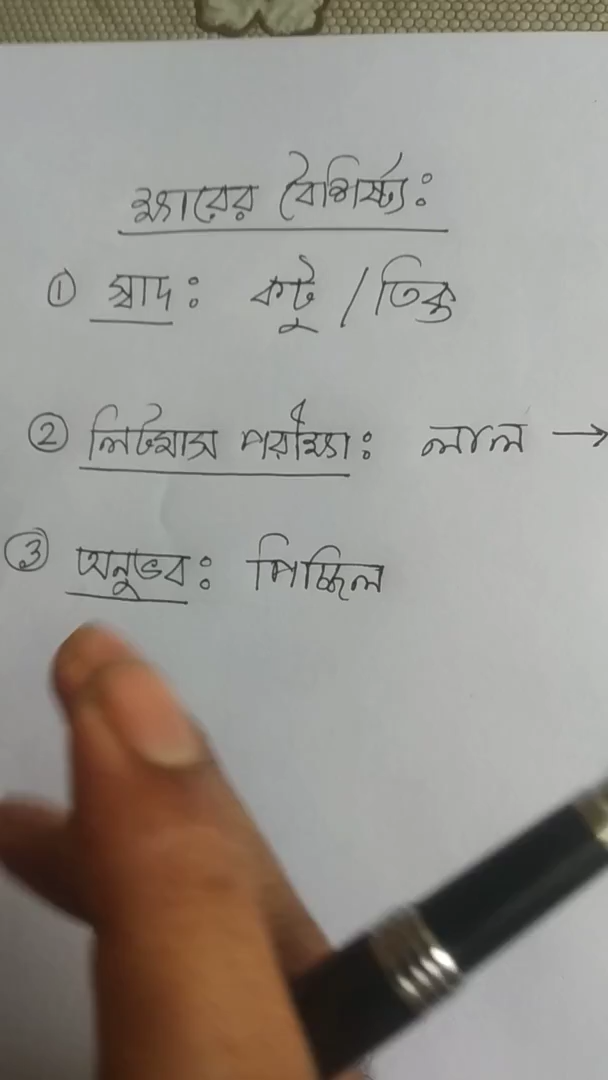 ক্ষারের বৈশিষ্ট্য:
① স্বাদ: কটু / তিক্ত
② লিটমাস পরীক্ষা: লাল →
③ অনুভব: পিচ্ছিল